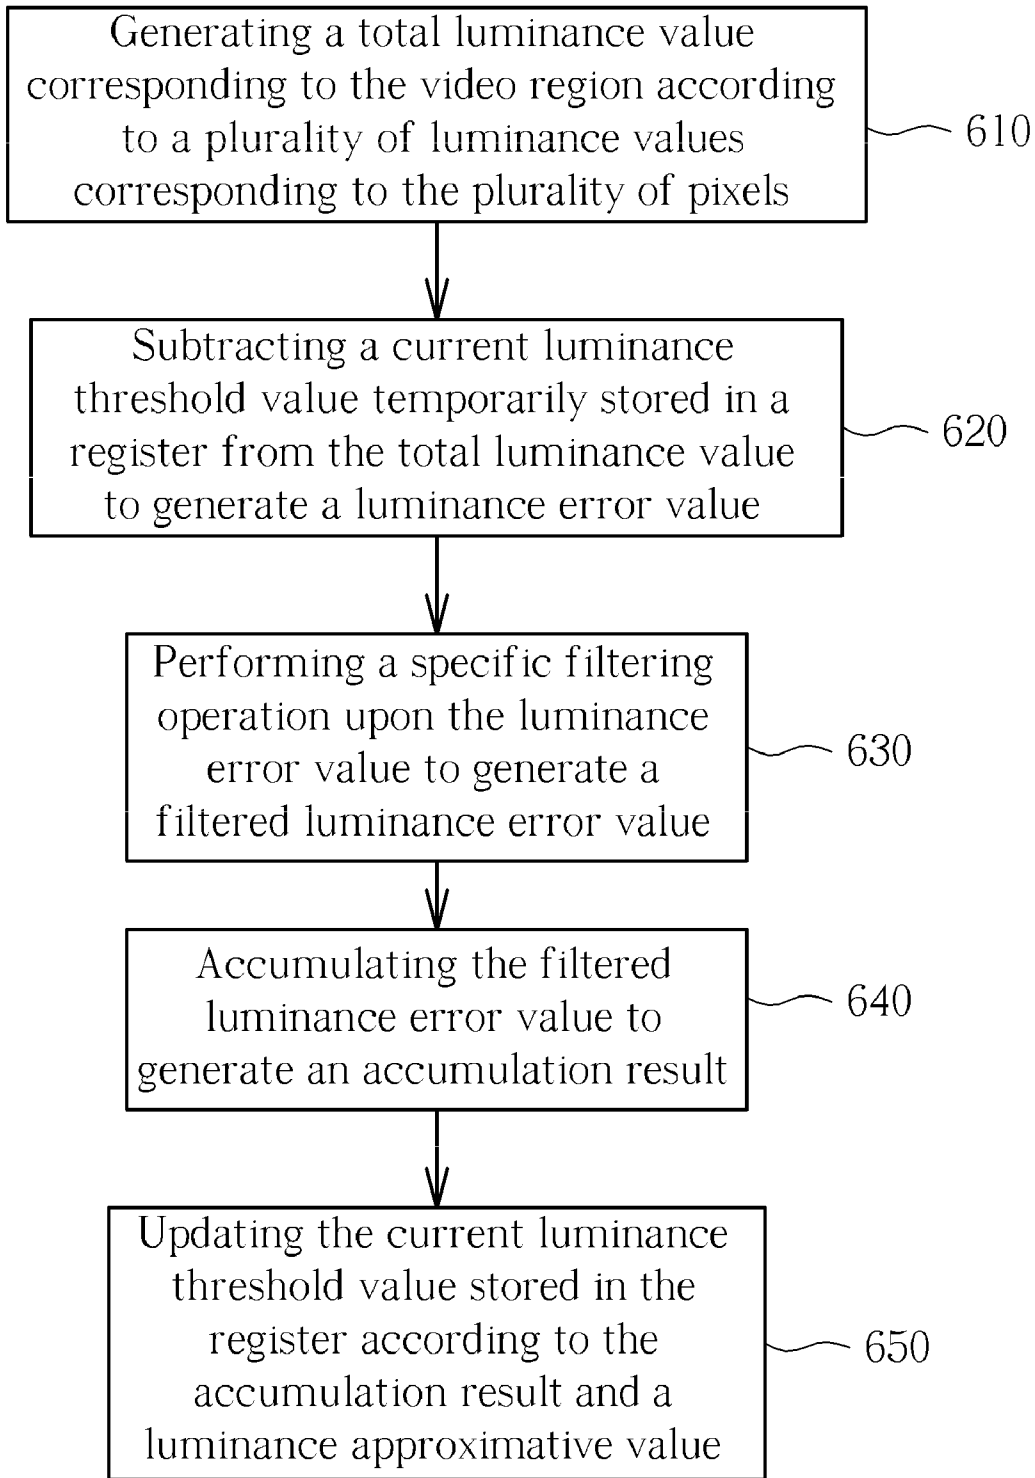 Generating a total luminance value
corresponding to the video region according
to a plurality of luminance values
corresponding to the plurality of pixels
610
Subtracting a current luminance
threshold value temporarily stored in a
register from the total luminance value
to generate a luminance error value
620
Performing a specific filtering
operation upon the luminance
error value to generate a
filtered luminance error value
630
Accumulating the filtered
luminance error value to
generate an accumulation result
640
Updating the current luminance
threshold value stored in the
register according to the
accumulation result and a
luminance approximative value
650